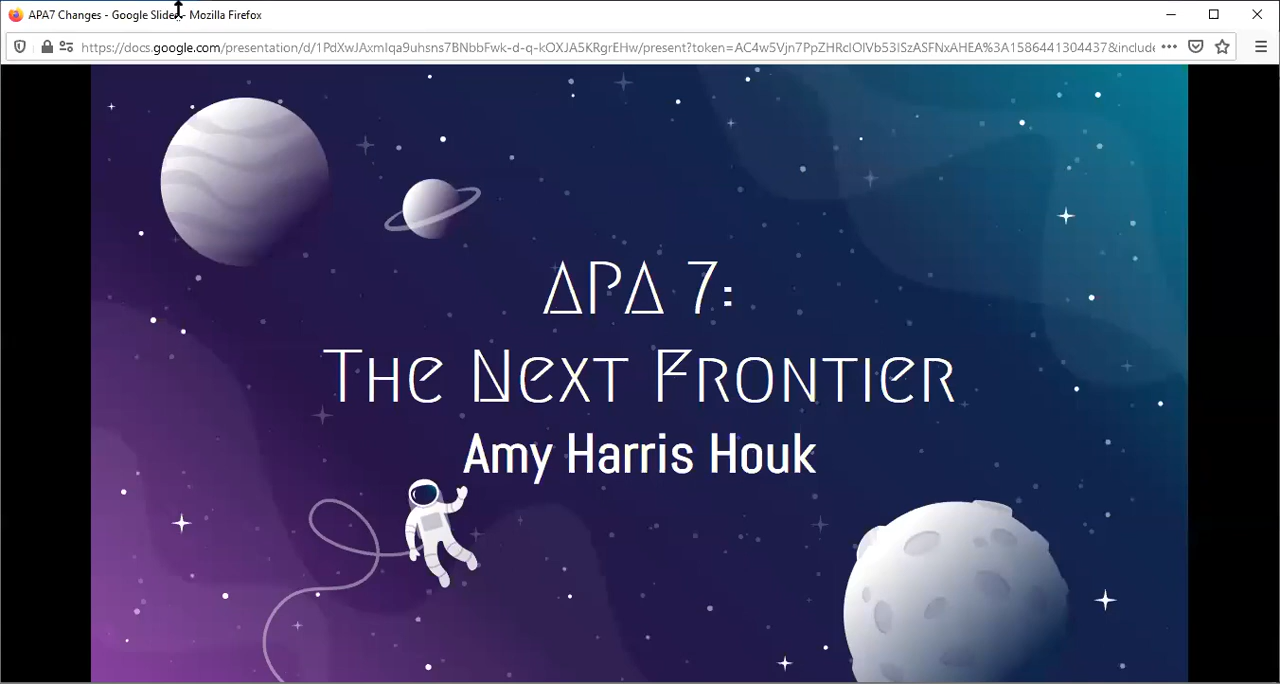 APA7 Changes - Google Slides - Mozilla Firefox
https://docs.google.com/presentation/d/1PdXwJAxmIqa9uhsns7BNbbFwk-d-q-kOXJA5KRgrEHw/present?token=AC4w5Vjn7PpZHRclOIVb53ISzASFNxAHEA%3A1586441304437&include
APA 7:
The Next Frontier
Amy Harris Houk